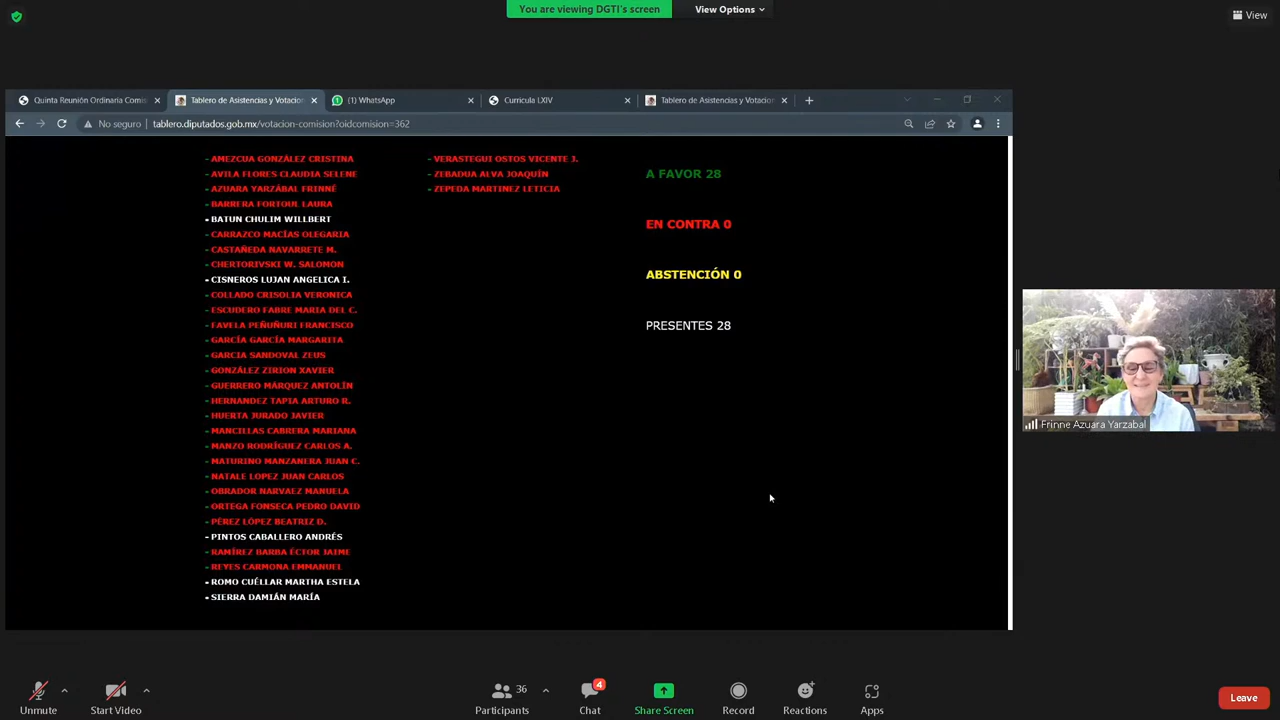 You are viewing DGTI's screen
View Options
View
Quinta Reunión Ordinaria Comis
Tablero de Asistencias y Votacion
(1) WhatsApp
Curricula LXIV
Tablero de Asistencias y Votacion
No seguro
tablero.diputados.gob.mx/votacion-comision?oidcomision=362
- AMEZCUA GONZÁLEZ CRISTINA
- AVILA FLORES CLAUDIA SELENE
- AZUARA YARZÁBAL FRINNÉ
- BARRERA FORTOUL LAURA
- BATUN CHULIM WILLBERT
- CARRAZCO MACÍAS OLEGARIA
- CASTAÑEDA NAVARRETE M.
- CHERTORIVSKI W. SALOMON
- CISNEROS LUJAN ANGELICA I.
- COLLADO CRISOLIA VERONICA
- ESCUDERO FABRE MARIA DEL C.
- FAVELA PEÑUÑURI FRANCISCO
- GARCÍA GARCÍA MARGARITA
- GARCIA SANDOVAL ZEUS
- GONZÁLEZ ZIRION XAVIER
- GUERRERO MÁRQUEZ ANTOLÍN
- HERNANDEZ TAPIA ARTURO R.
- HUERTA JURADO JAVIER
- MANCILLAS CABRERA MARIANA
- MANZO RODRÍGUEZ CARLOS A.
- MATURINO MANZANERA JUAN C.
- NATALE LOPEZ JUAN CARLOS
- OBRADOR NARVAEZ MANUELA
- ORTEGA FONSECA PEDRO DAVID
- PÉREZ LÓPEZ BEATRIZ D.
- PINTOS CABALLERO ANDRÉS
- RAMÍREZ BARBA ÉCTOR JAIME
- REYES CARMONA EMMANUEL
- ROMO CUÉLLAR MARTHA ESTELA
- SIERRA DAMIÁN MARÍA
- VERASTEGUI OSTOS VICENTE J.
- ZEBADUA ALVA JOAQUÍN
- ZEPEDA MARTINEZ LETICIA
A FAVOR 28
EN CONTRA 0
ABSTENCIÓN 0
PRESENTES 28
Frinne Azuara Yarzabal
Unmute
Start Video
36
Participants
4
Chat
Share Screen
Record
Reactions
Apps
Leave